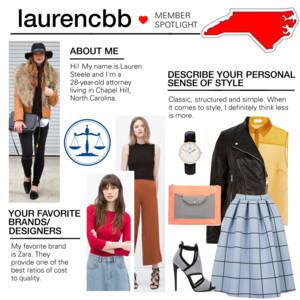 laurencbb
MEMBER
SPOTLIGHT
ABOUT ME
Hi! My name is Lauren
Steele and I'm a
28-year-old attorney
living in Chapel Hill,
North Carolina.
DESCRIBE YOUR PERSONAL
SENSE OF STYLE
Classic, structured and simple. When
it comes to style, I definitely think less
is more.
YOUR FAVORITE
BRANDS/
DESIGNERS
My favorite brand
is Zara. They
provide one of the
best ratios of cost
to quality.